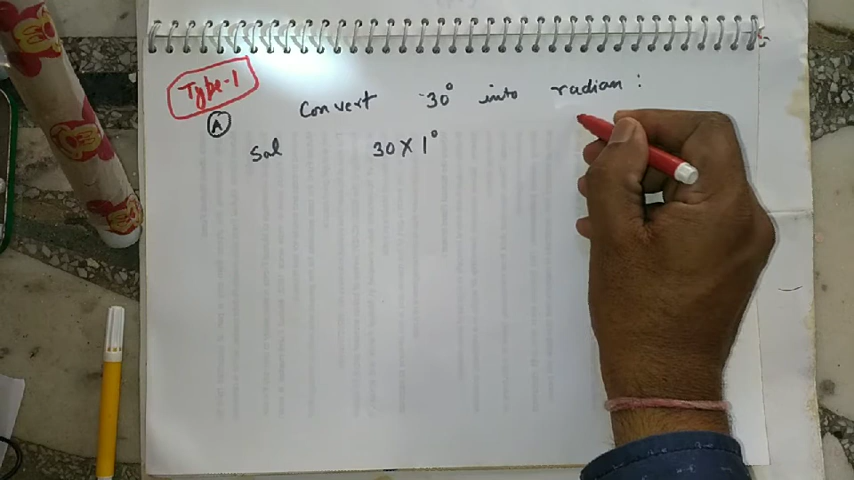 Type-1
Convert 30° into radian:
A
Sol 30 × 1°